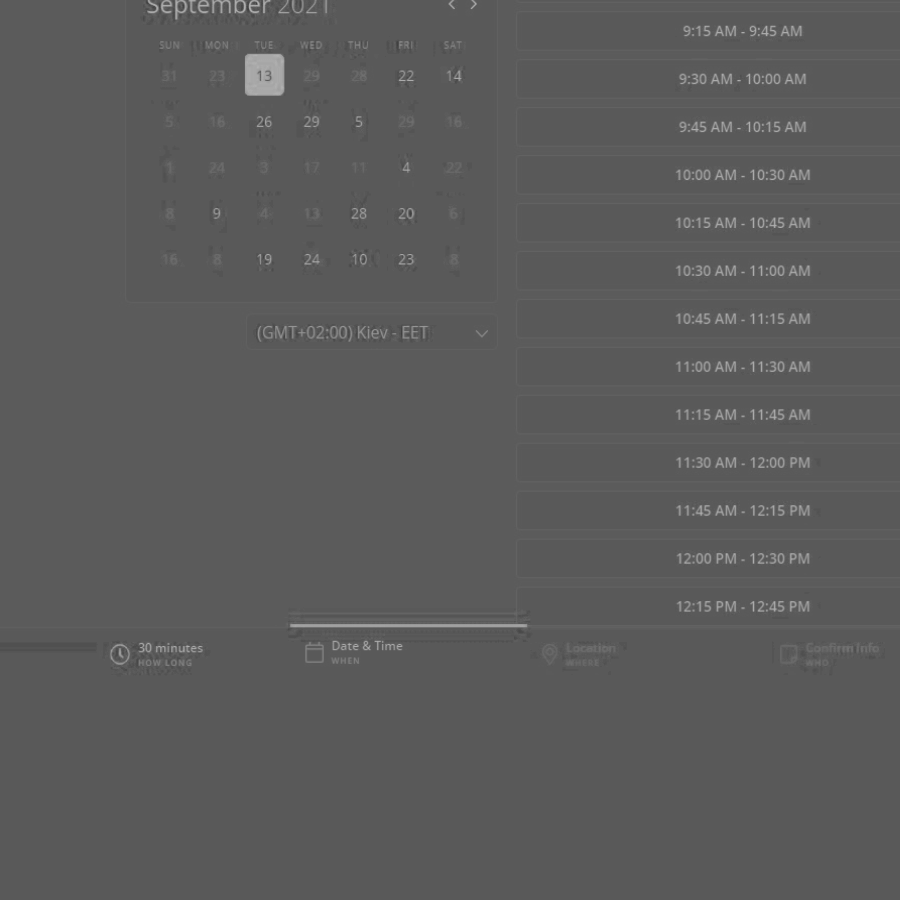 September 2021
SUN MON TUE WED THU FRI SAT
31 23 13 29 28 22 14
5 16 26 29 5 29 16
1 24 3 17 11 4 22
8 9 4 13 28 20 6
16 8 19 24 10 23 8
(GMT+02:00) Kiev - EET
9:15 AM - 9:45 AM
9:30 AM - 10:00 AM
9:45 AM - 10:15 AM
10:00 AM - 10:30 AM
10:15 AM - 10:45 AM
10:30 AM - 11:00 AM
10:45 AM - 11:15 AM
11:00 AM - 11:30 AM
11:15 AM - 11:45 AM
11:30 AM - 12:00 PM
11:45 AM - 12:15 PM
12:00 PM - 12:30 PM
12:15 PM - 12:45 PM
30 minutes
HOW LONG
Date & Time
WHEN
Location
WHERE
Confirm Info
WHO